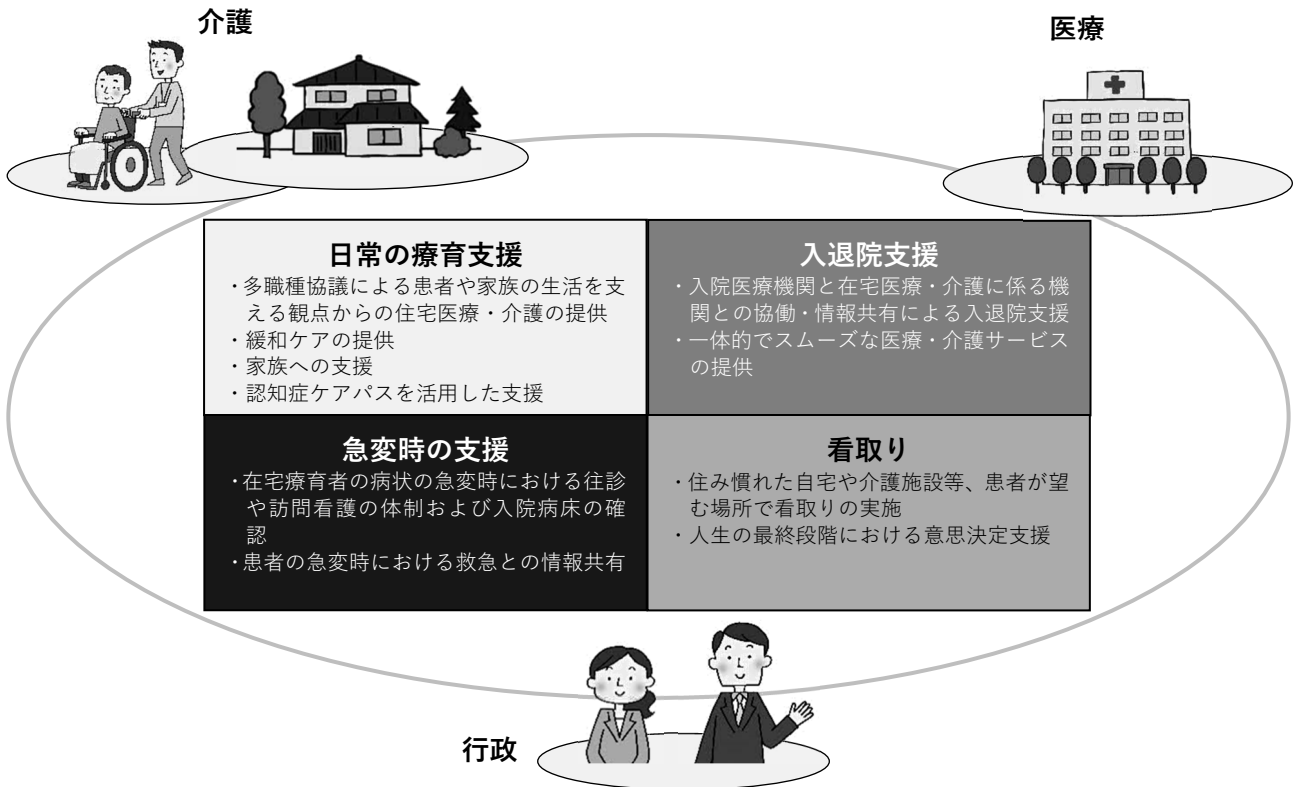 介護
医療
日常の療育支援
・多職種協議による患者や家族の生活を支
える観点からの住宅医療・介護の提供
・緩和ケアの提供
・家族への支援
・認知症ケアパスを活用した支援
入退院支援
・入院医療機関と在宅医療・介護に係る機
関との協働・情報共有による入退院支援
・一体的でスムーズな医療・介護サービス
の提供
急変時の支援
・在宅療育者の病状の急変時における往診
や訪問看護の体制および入院病床の確
認
・患者の急変時における救急との情報共有
看取り
・住み慣れた自宅や介護施設等、患者が望
む場所で看取りの実施
・人生の最終段階における意思決定支援
行政